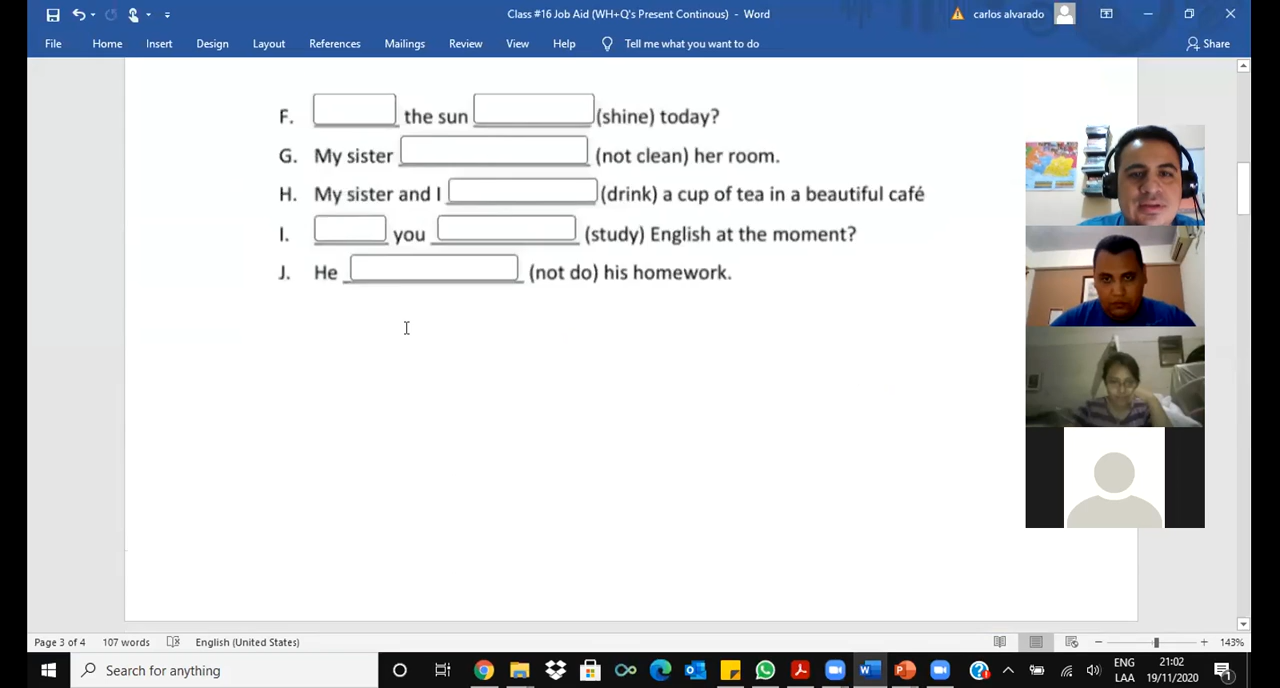 Class #16 Job Aid (WH+Q's Present Continous) - Word
carlos alvarado
File Home Insert Design Layout References Mailings Review View Help Tell me what you want to do Share
F. the sun (shine) today?
G. My sister (not clean) her room.
H. My sister and I (drink) a cup of tea in a beautiful café
I. you (study) English at the moment?
J. He (not do) his homework.
Page 3 of 4 107 words English (United States) 143%
Search for anything
ENG
LAA
21:02
19/11/2020
1